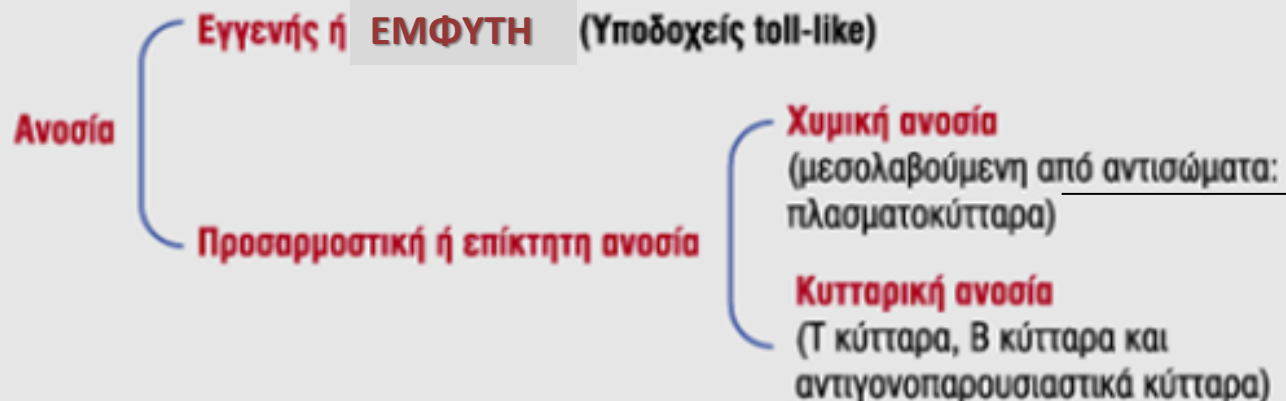 Εγγενής ή ΕΜΦΥΤΗ (Υποδοχείς toll-like)
Ανοσία
Χυμική ανοσία
(μεσολαβούμενη από αντισώματα:
πλασματοκύτταρα)
Προσαρμοστική ή επίκτητη ανοσία
Κυτταρική ανοσία
(Τ κύτταρα, Β κύτταρα και
αντιγονοπαρουσιαστικά κύτταρα)